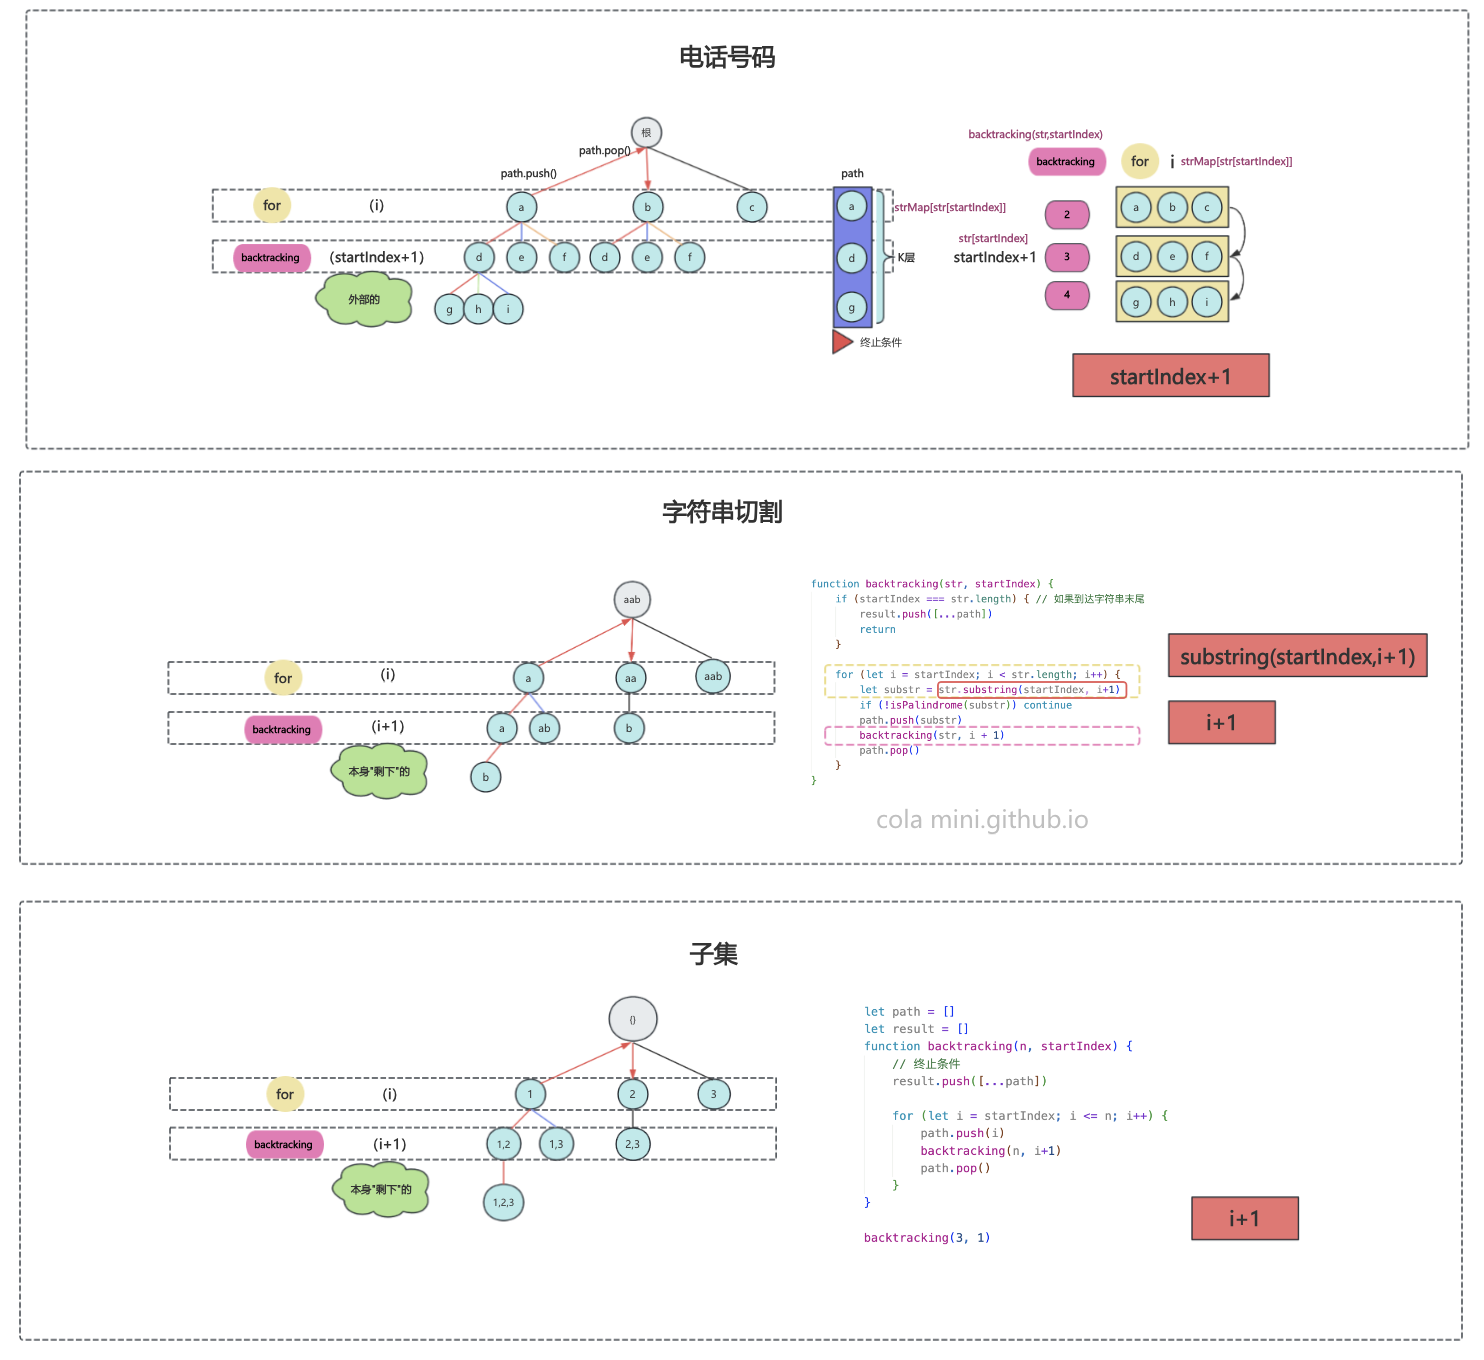 电话号码
根
path.pop()
path.push()
for
(i)
a
b
c
backtracking
(startIndex+1)
d
e
f
d
e
f
外部的
g
h
i
path
a
d
g
K层
终止条件
backtracking(str,startIndex)
backtracking
for
i
strMap[str[startIndex]]
strMap[str[startIndex]]
2
a
b
c
str[startIndex]
startIndex+1
3
d
e
f
4
g
h
i
startIndex+1
字符串切割
aab
for
(i)
a
aa
aab
backtracking
(i+1)
a
ab
b
本身"剩下"的
b
function backtracking(str, startIndex) {
if (startIndex === str.length) { // 如果到达字符串末尾
result.push([...path])
return
}
for (let i = startIndex; i < str.length; i++) {
let substr = str.substring(startIndex, i+1)
if (!isPalindrome(substr)) continue
path.push(substr)
backtracking(str, i + 1)
path.pop()
}
}
substring(startIndex,i+1)
i+1
cola mini.github.io
子集
{}
for
(i)
1
2
3
backtracking
(i+1)
1,2
1,3
2,3
本身"剩下"的
1,2,3
let path = []
let result = []
function backtracking(n, startIndex) {
// 终止条件
result.push([...path])
for (let i = startIndex; i <= n; i++) {
path.push(i)
backtracking(n, i+1)
path.pop()
}
}
backtracking(3, 1)
i+1